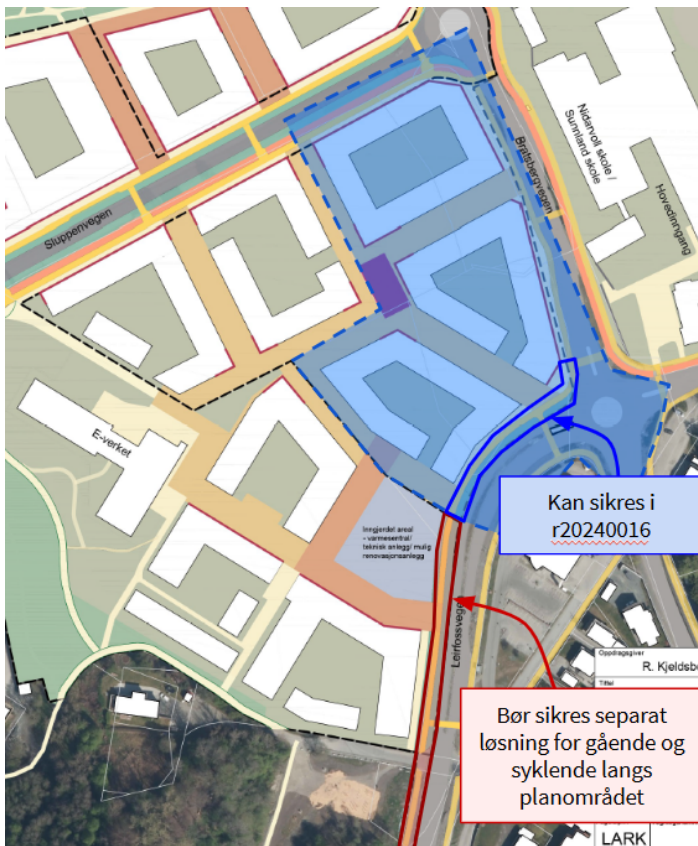 Sluppenvegen
Bratsbergvegen
Nidarvoll skole /
Sunnland skole
Hovedinngang
E-verket
Inngjerdet areal
- varmesentral/
teknisk anlegg/ mulig
renovasjonsanlegg
Leirfossvegen
Kan sikres i
r20240016
Oppdragsgiver
R. Kjeldsbe
Tittel
Bør sikres separat
løsning for gående og
syklende langs
planområdet
LARK